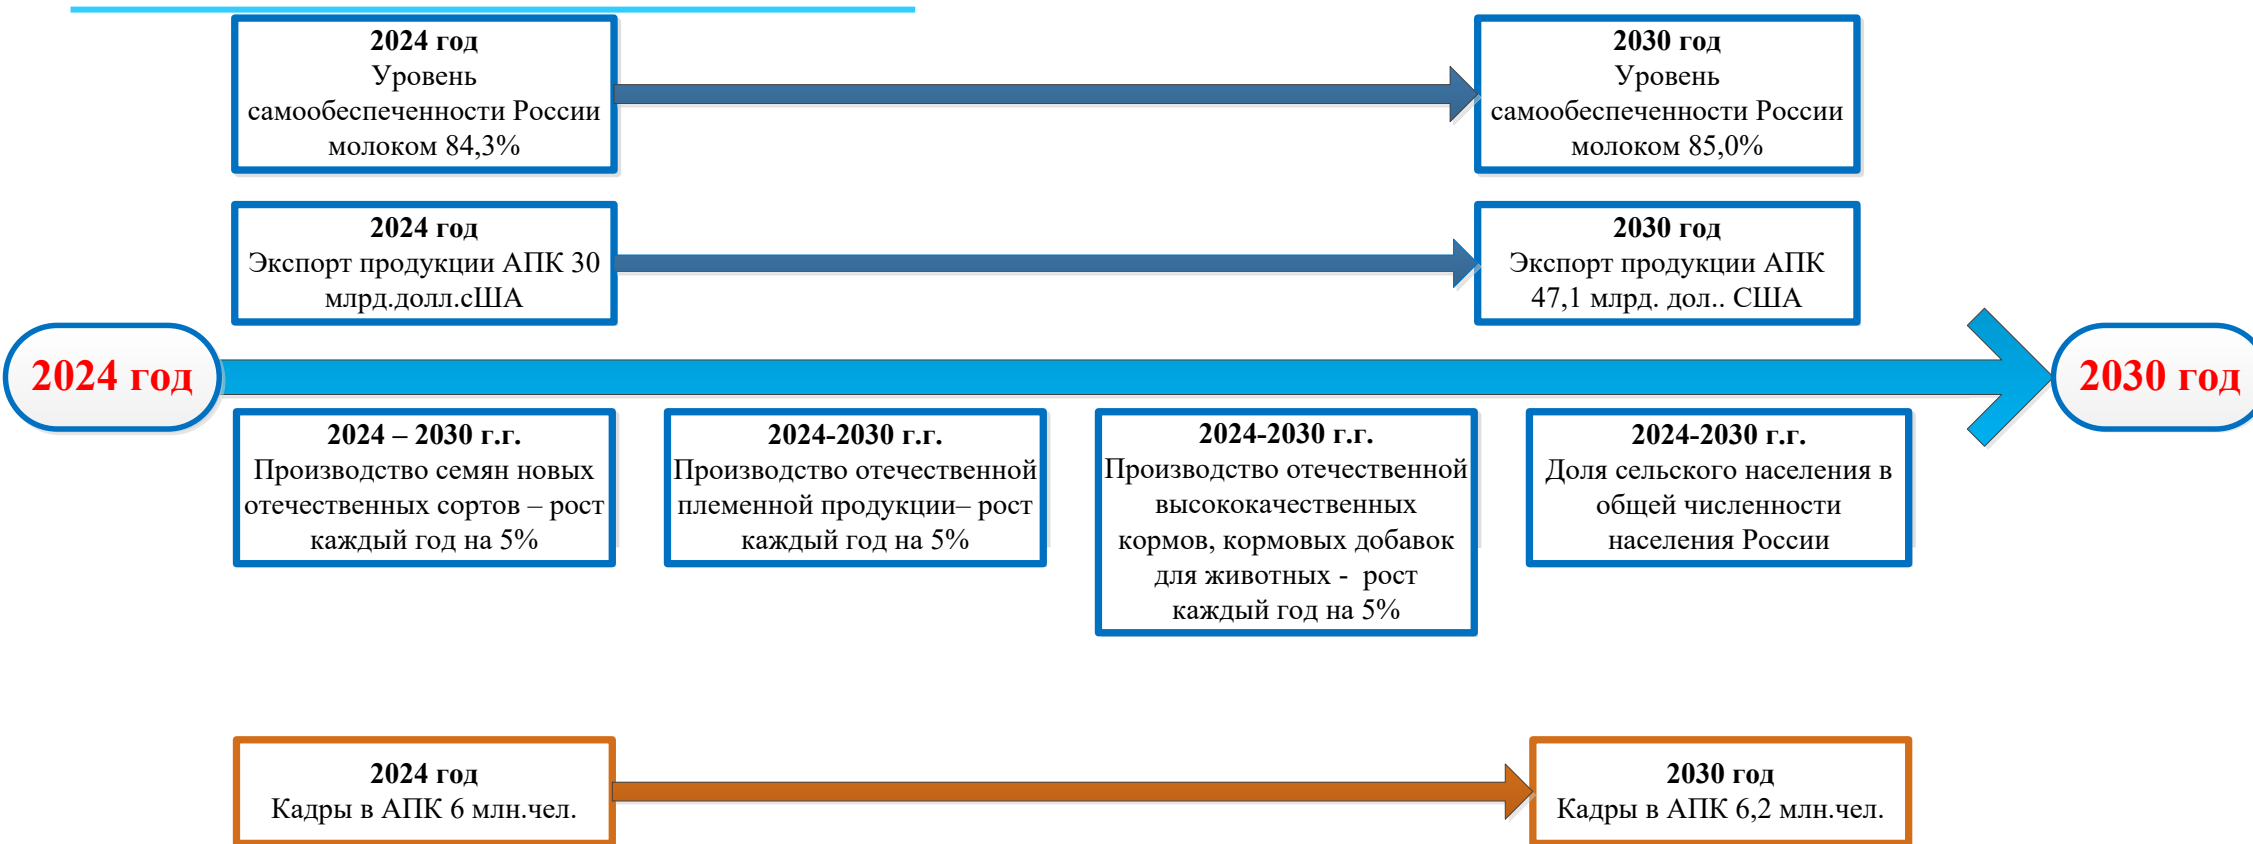 2024 год
Уровень
самообеспеченности России
молоком 84,3%
2030 год
Уровень
самообеспеченности России
молоком 85,0%
2024 год
Экспорт продукции АПК 30
млрд.долл.сША
2030 год
Экспорт продукции АПК
47,1 млрд. дол.. США
2024 год
2030 год
2024 – 2030 г.г.
Производство семян новых
отечественных сортов – рост
каждый год на 5%
2024-2030 г.г.
Производство отечественной
племенной продукции– рост
каждый год на 5%
2024-2030 г.г.
Производство отечественной
высококачественных
кормов, кормовых добавок
для животных - рост
каждый год на 5%
2024-2030 г.г.
Доля сельского населения в
общей численности
населения России
2024 год
Кадры в АПК 6 млн.чел.
2030 год
Кадры в АПК 6,2 млн.чел.